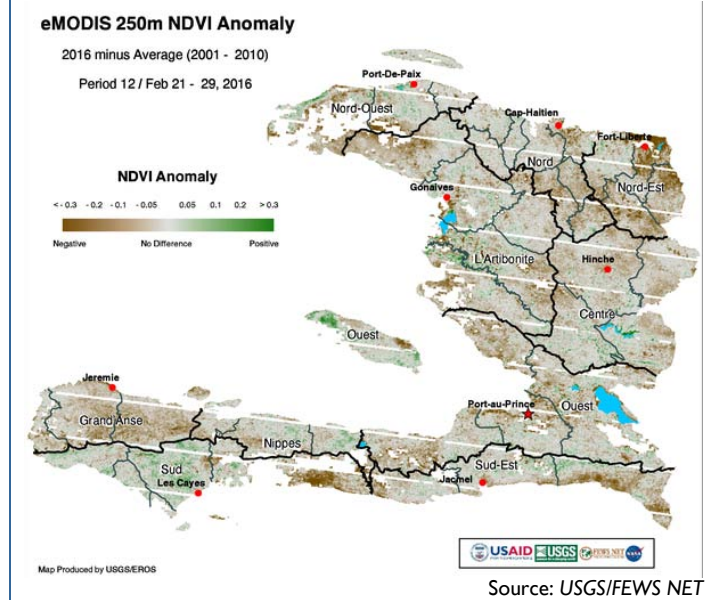 eMODIS 250m NDVI Anomaly
2016 minus Average (2001 - 2010)
Period 12 / Feb 21 - 29, 2016
NDVI Anomaly
< - 0.3 - 0.2 - 0.1 - 0.05 0.05 0.1 0.2 > 0.3
Negative No Difference Positive
Port-De-Paix
Nord-Ouest
Cap-Haitien
Fort-Liberte
Nord
Nord-Est
Gonaives
L'Artibonite
Hinche
Centre
Ouest
Jeremie
Grand Anse
Port-au-Prince
Ouest
Nippes
Sud
Les Cayes
Sud-Est
Jacmel
USAID
USGS
FEWS NET
NASA
Map Produced by USGS/EROS
Source: USGS/FEWS NET